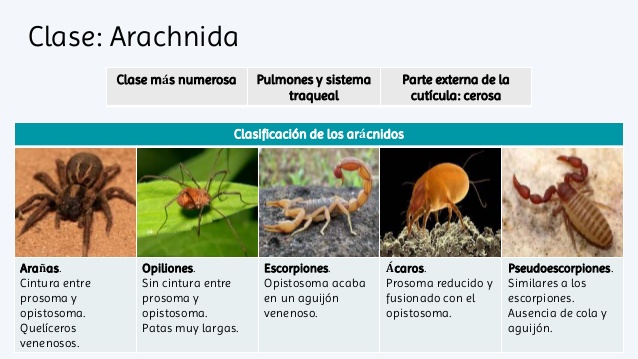 Clase: Arachnida
Clase más numerosa
Pulmones y sistema
traqueal
Parte externa de la
cutícula: cerosa
Clasificación de los arácnidos
Arañas.
Cintura entre
prosoma y
opistosoma.
Quelíceros
venenosos.
Opiliones.
Sin cintura entre
prosoma y
opistosoma.
Patas muy largas.
Escorpiones.
Opistosoma acaba
en un aguijón
venenoso.
Ácaros.
Prosoma reducido y
fusionado con el
opistosoma.
Pseudoescorpiones.
Similares a los
escorpiones.
Ausencia de cola y
aguijón.